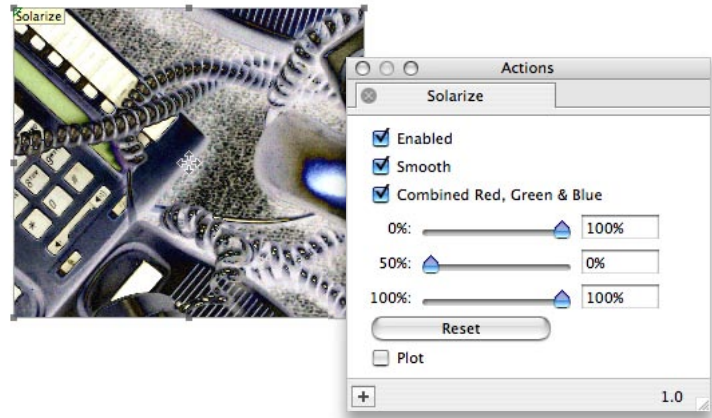 Solarize
Actions
Solarize
Enabled
Smooth
Combined Red, Green & Blue
0%: 100%
50%: 0%
100%: 100%
Reset
Plot
1.0